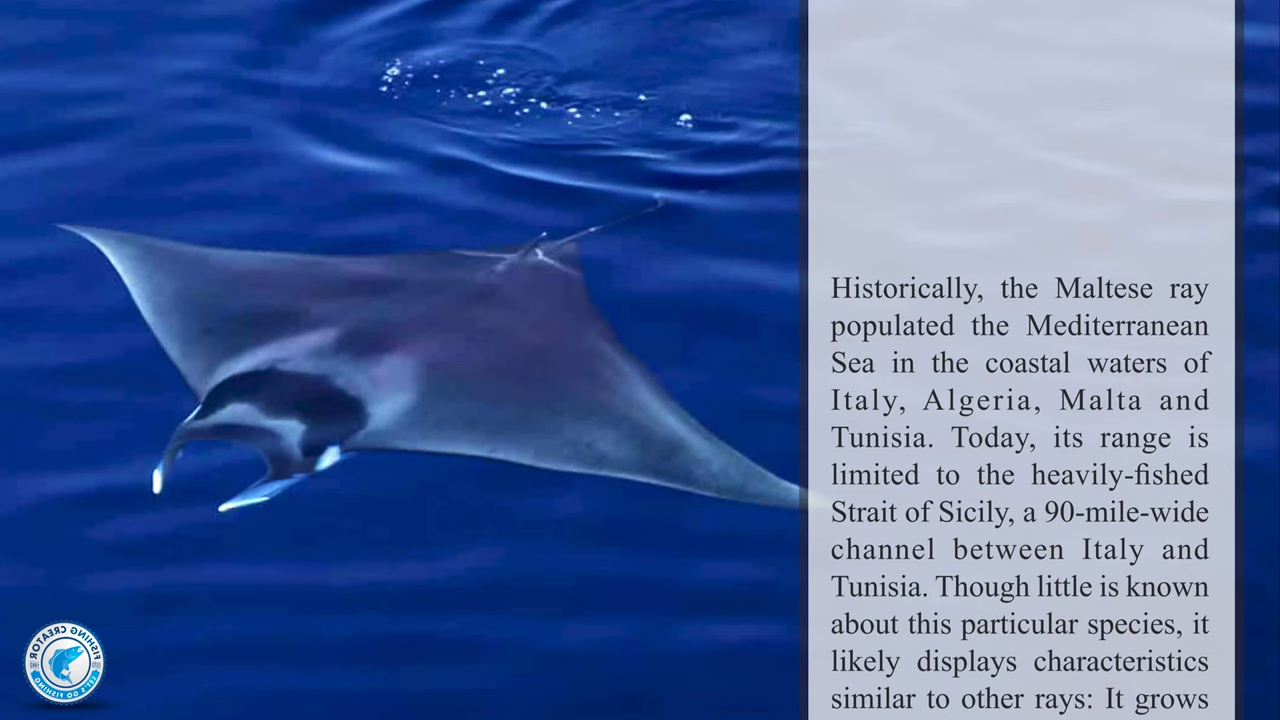 Historically, the Maltese ray
populated the Mediterranean
Sea in the coastal waters of
Italy, Algeria, Malta and
Tunisia. Today, its range is
limited to the heavily-fished
Strait of Sicily, a 90-mile-wide
channel between Italy and
Tunisia. Though little is known
about this particular species, it
likely displays characteristics
similar to other rays: It grows
FISHING CREATOR
LET'S GO FISHING